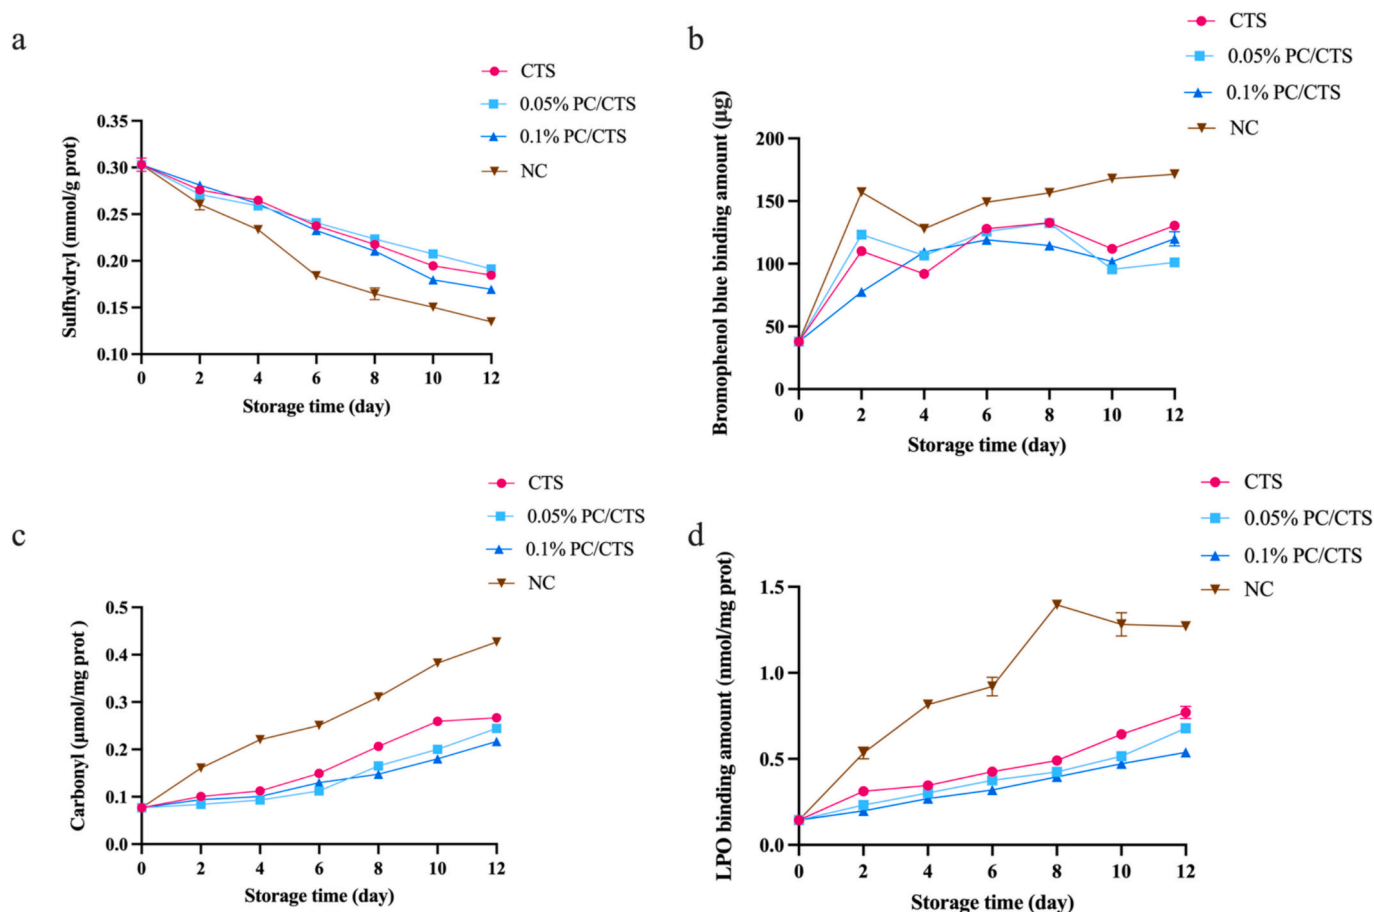 a
CTS
0.05% PC/CTS
0.1% PC/CTS
NC
Sulfhydryl (nmol/g prot)
0.35
0.30
0.25
0.20
0.15
0.10
0 2 4 6 8 10 12
Storage time (day)
b
CTS
0.05% PC/CTS
0.1% PC/CTS
NC
Bromophenol blue binding amount (μg)
200
150
100
50
0
0 2 4 6 8 10 12
Storage time (day)
c
CTS
0.05% PC/CTS
0.1% PC/CTS
NC
Carbonyl (μmol/mg prot )
0.5
0.4
0.3
0.2
0.1
0.0
0 2 4 6 8 10 12
Storage time (day)
d
CTS
0.05% PC/CTS
0.1% PC/CTS
NC
LPO binding amount (nmol/mg prot)
1.5
1.0
0.5
0.0
0 2 4 6 8 10 12
Storage time (day)